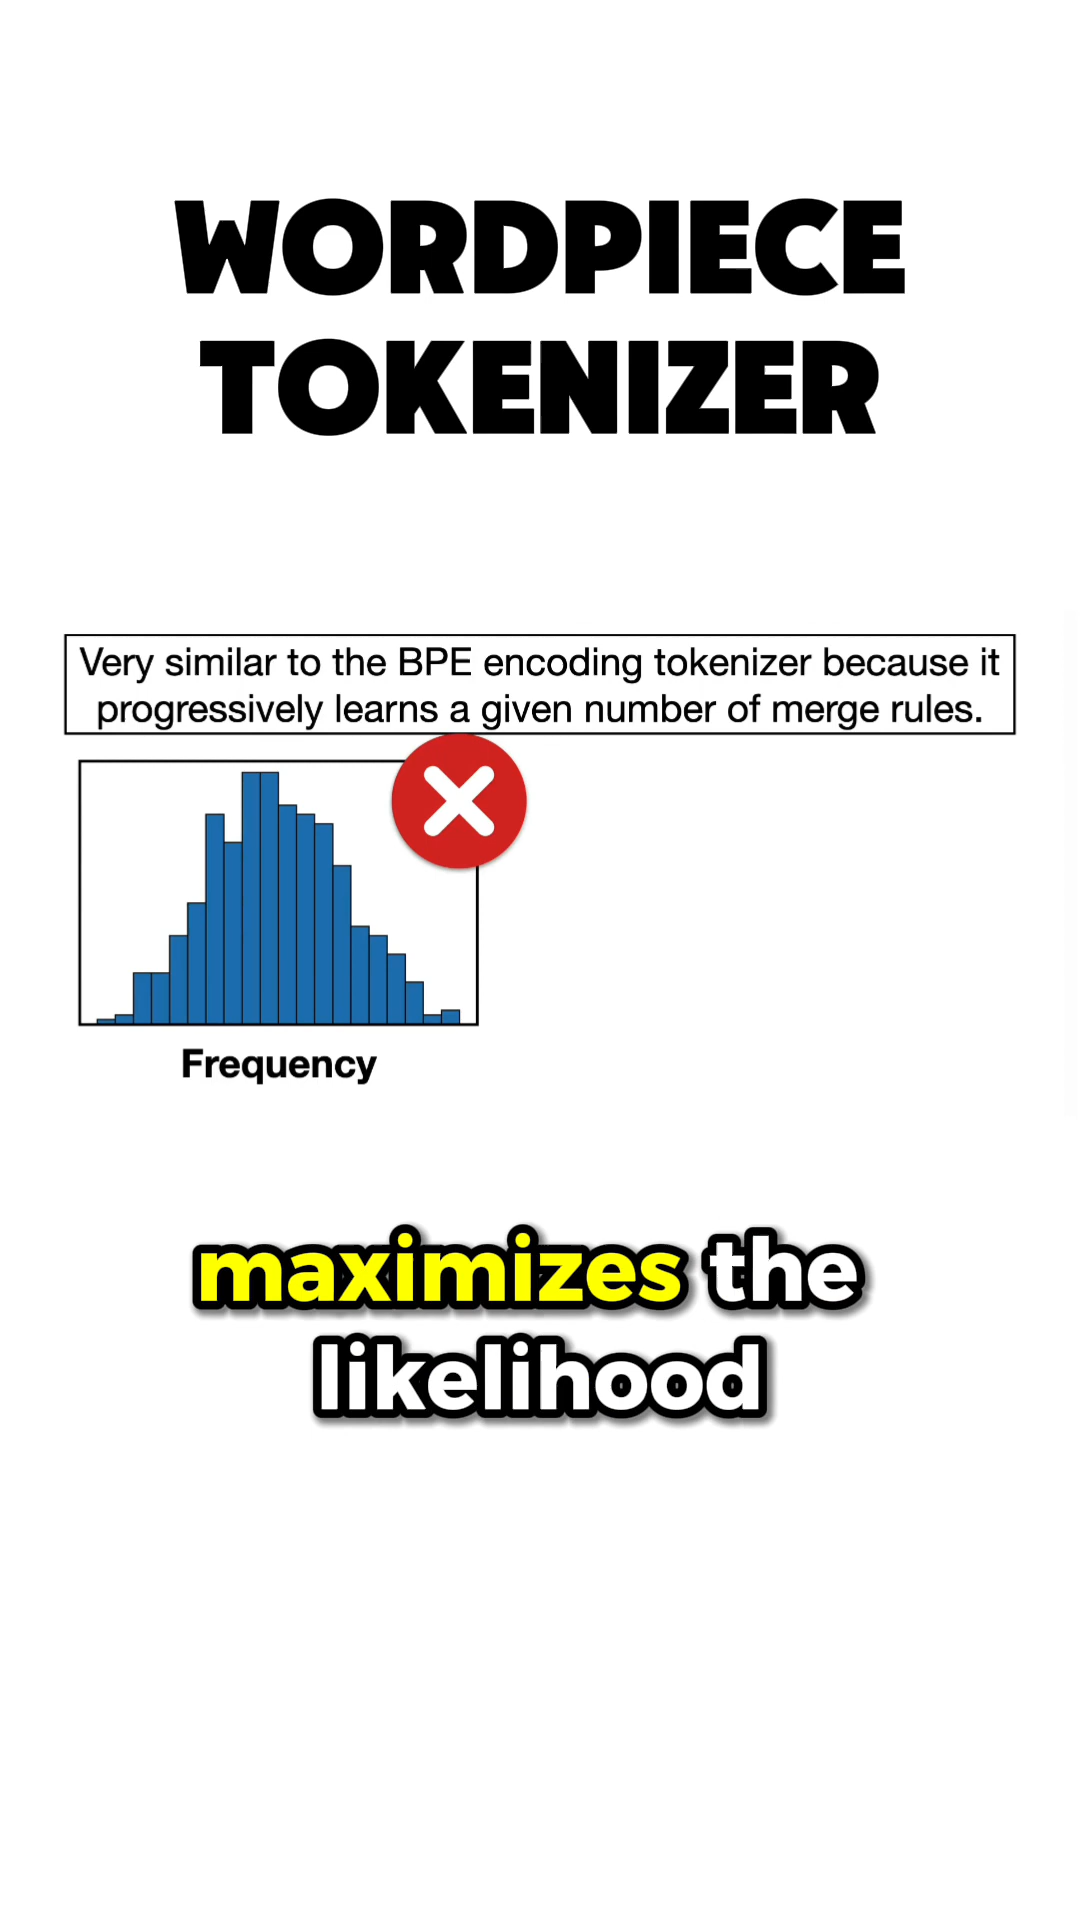 WORDPIECE
TOKENIZER
Very similar to the BPE encoding tokenizer because it
progressively learns a given number of merge rules.
Frequency
maximizes the
likelihood